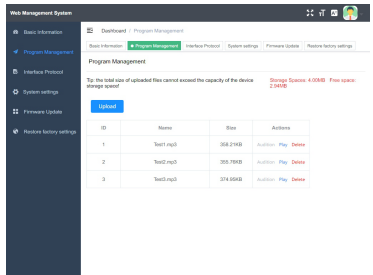 Web Management System
Basic Information
Program Management
Interface Protocol
System settings
Firmware Update
Restore factory settings
Dashboard / Program Management
Basic Information Program Management Interface Protocol System settings Firmware Update Restore factory settings
Program Management
Tip: the total size of uploaded files cannot exceed the capacity of the device storage space!
Storage Spaces: 4.00MB Free space: 2.94MB
Upload
ID Name Size Actions
1 Test1.mp3 358.21KB Audition Play Delete
2 Test2.mp3 355.78KB Audition Play Delete
3 Test3.mp3 374.95KB Audition Play Delete